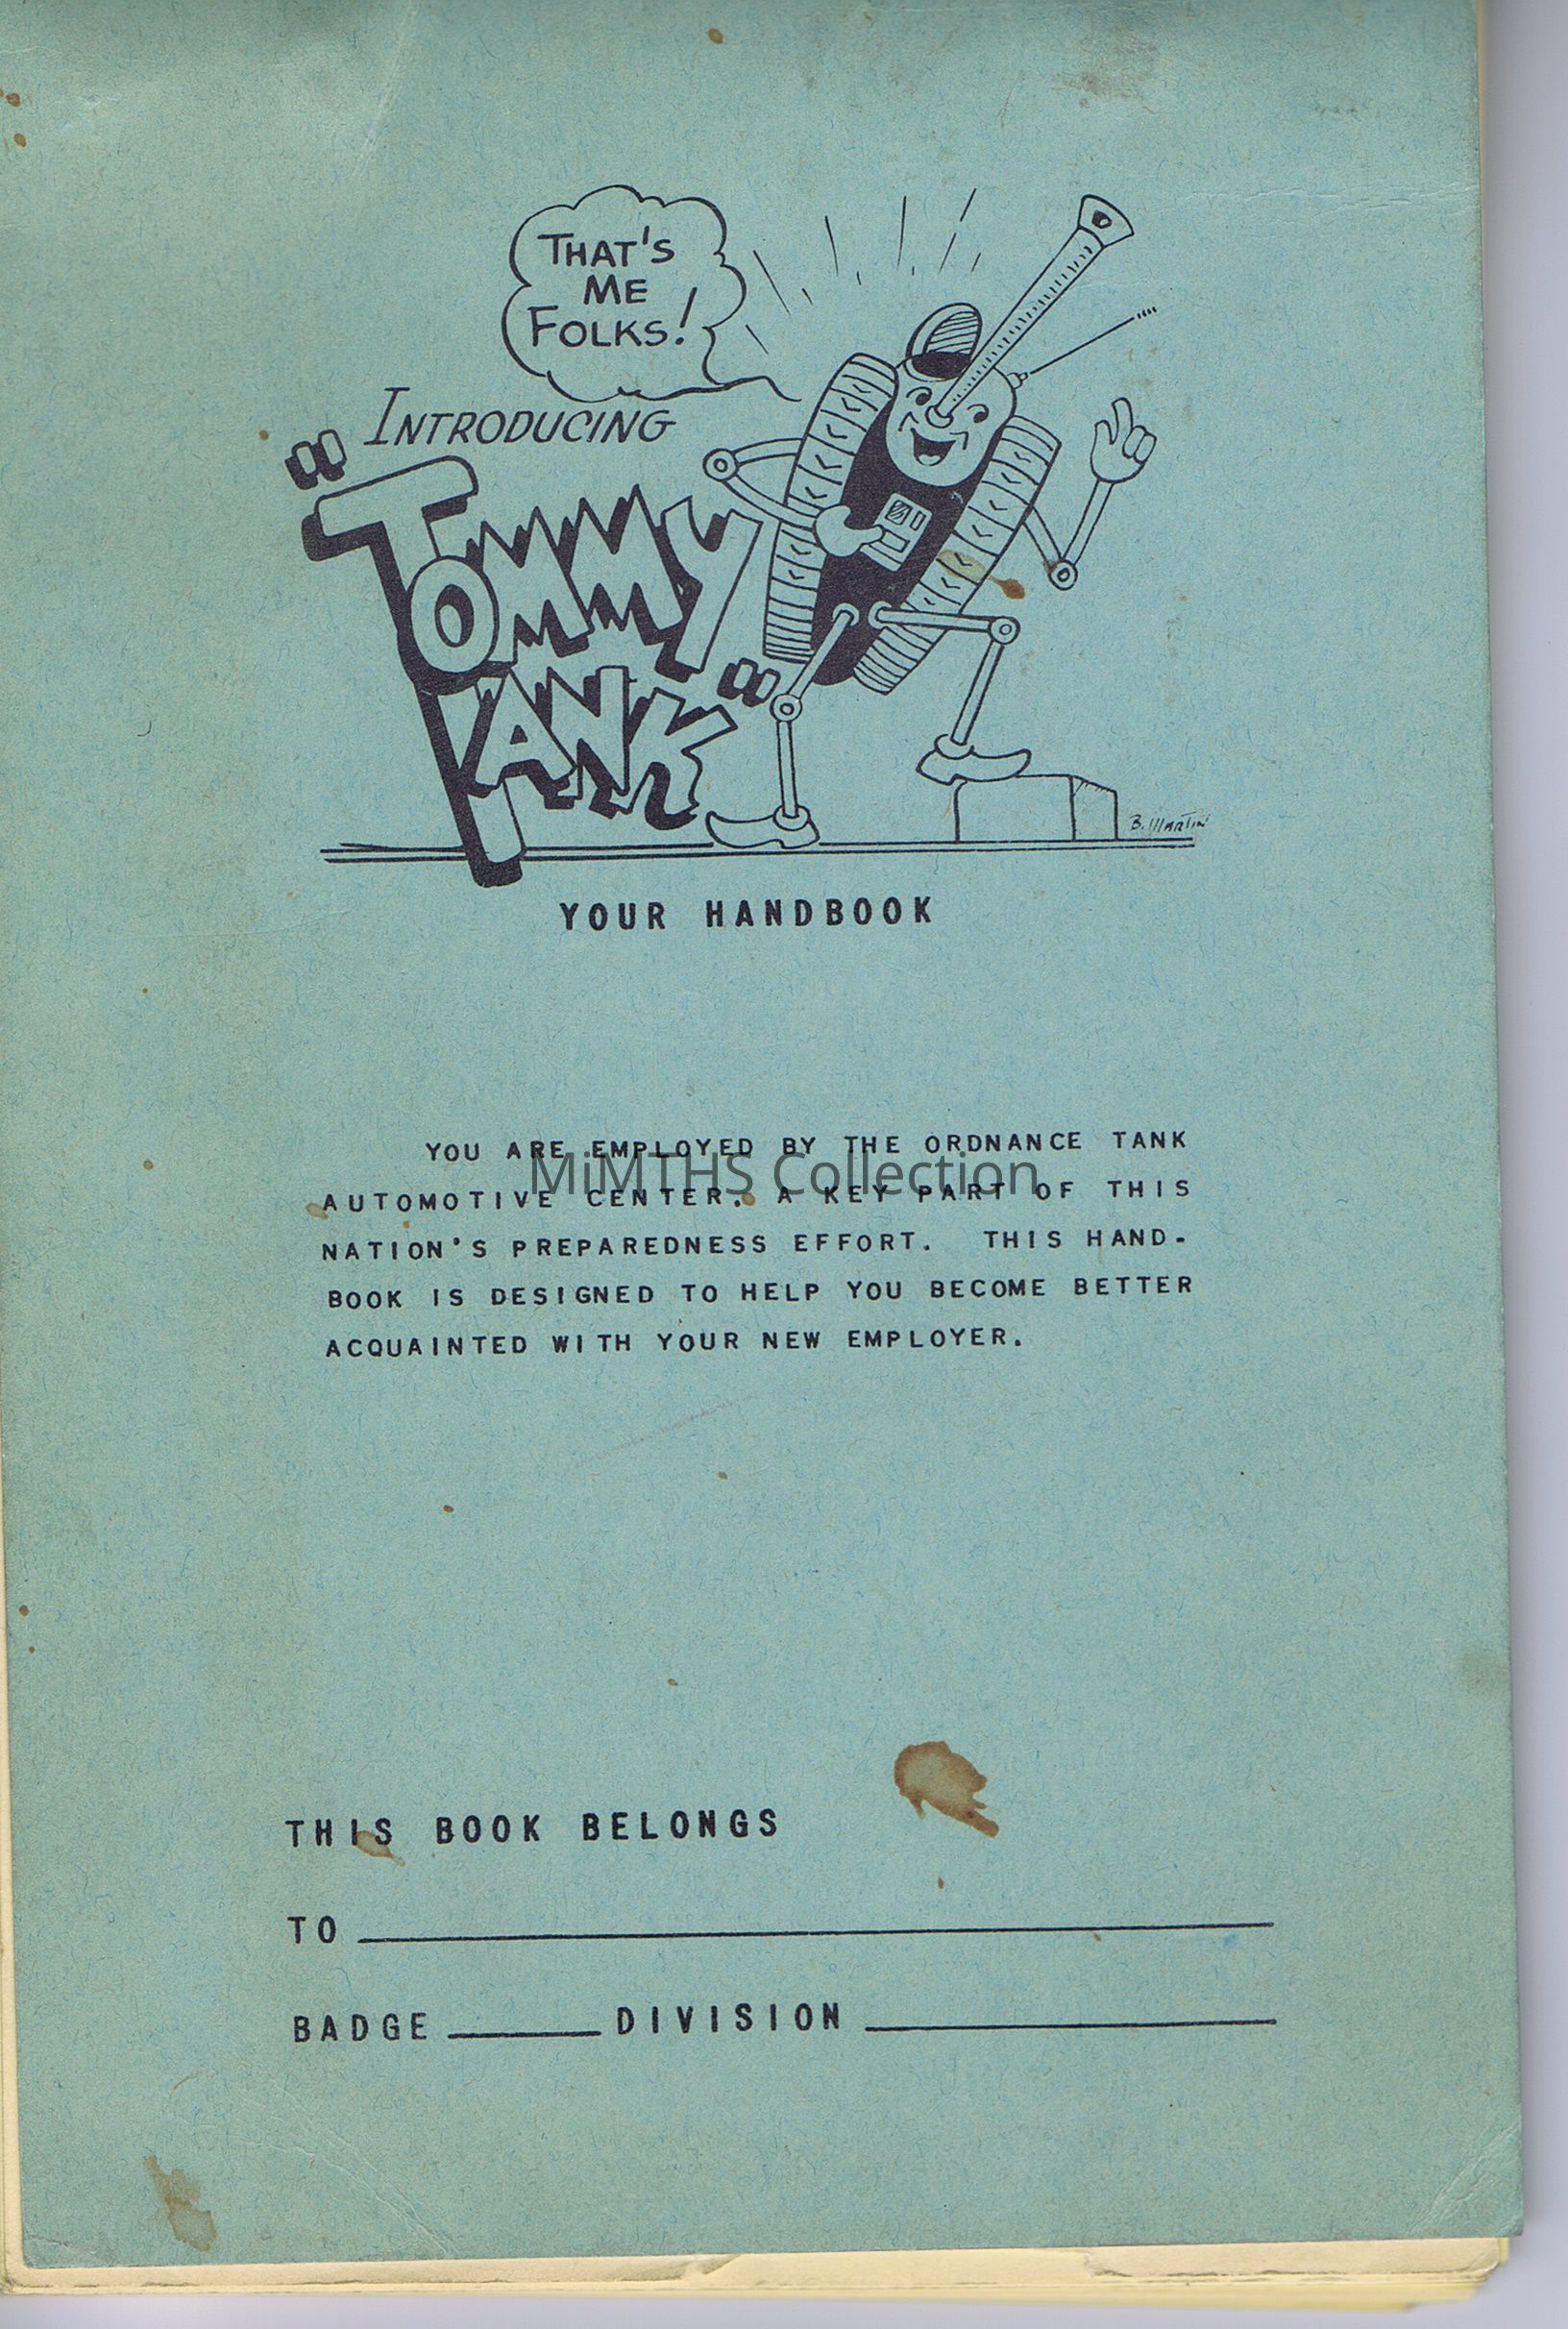 THAT'S
ME
FOLKS!
INTRODUCING
"TOMMY
TANK"
B. MARTIN
YOUR HANDBOOK
YOU ARE EMPLOYED BY THE ORDNANCE TANK
AUTOMOTIVE CENTER. A KEY PART OF THIS
NATION'S PREPAREDNESS EFFORT. THIS HAND-
BOOK IS DESIGNED TO HELP YOU BECOME BETTER
ACQUAINTED WITH YOUR NEW EMPLOYER.
MiMTHS Collection
THIS BOOK BELONGS
TO
BADGE DIVISION